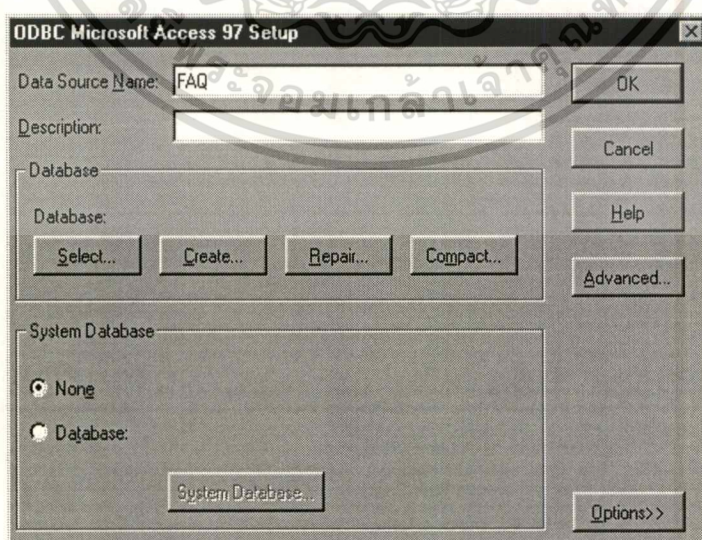 ODBC Microsoft Access 97 Setup
Data Source Name: FAQ
Description:
Database
Database:
Select...
Create...
Repair...
Compact...
System Database
None
Database:
System Database...
OK
Cancel
Help
Advanced...
Options>>